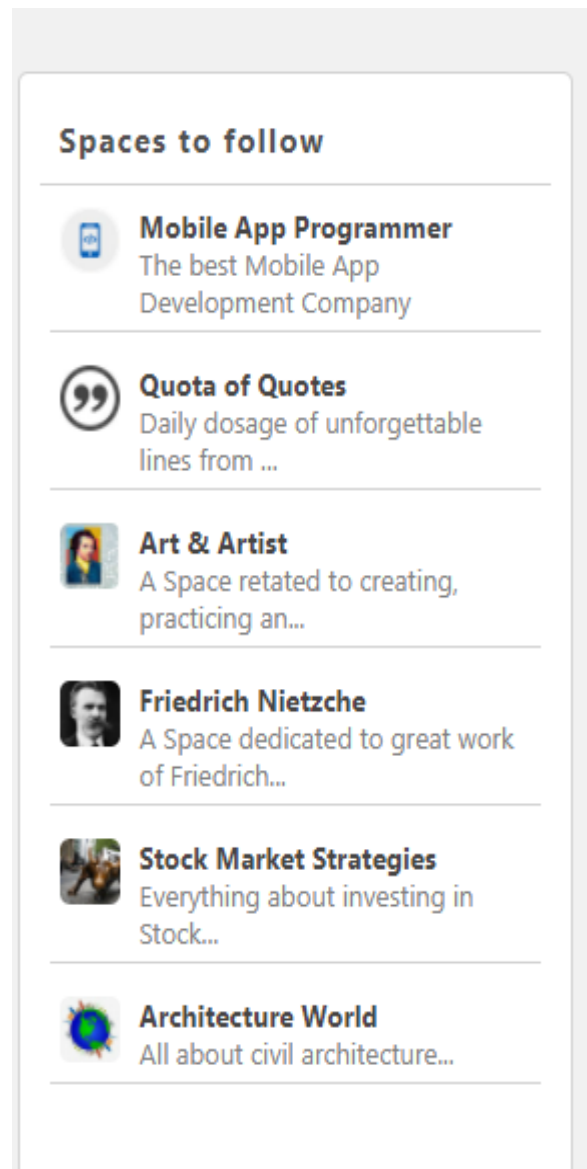 Spaces to follow
Mobile App Programmer
The best Mobile App
Development Company
Quota of Quotes
Daily dosage of unforgettable
lines from ...
Art & Artist
A Space retated to creating,
practicing an...
Friedrich Nietzche
A Space dedicated to great work
of Friedrich...
Stock Market Strategies
Everything about investing in
Stock...
Architecture World
All about civil architecture...